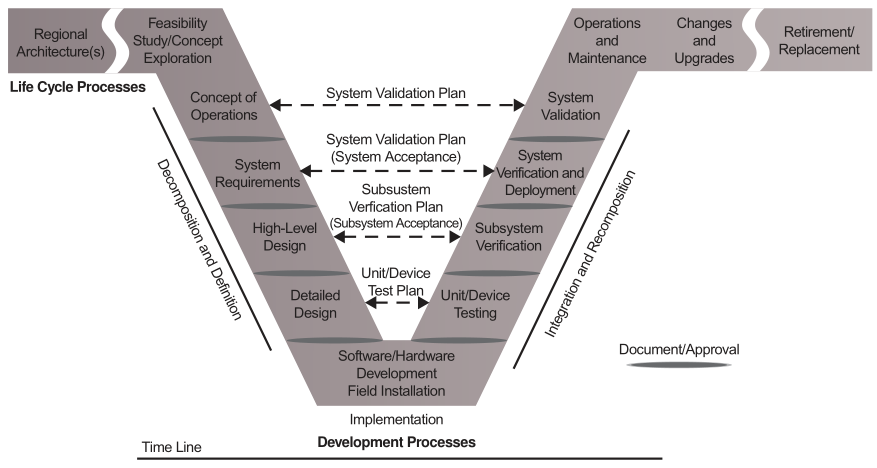 Regional
Architecture(s)
Feasibility
Study/Concept
Exploration
Operations
and
Maintenance
Changes
and
Upgrades
Retirement/
Replacement
Life Cycle Processes
Concept of
Operations
System Validation Plan
System
Validation
System
Requirements
System Validation Plan
(System Acceptance)
System
Verification and
Deployment
Decomposition and Definition
High-Level
Design
Subsustem
Verfication Plan
(Subsystem Acceptance)
Subsystem
Verification
Integration and Recomposition
Detailed
Design
Unit/Device
Test Plan
Unit/Device
Testing
Software/Hardware
Development
Field Installation
Document/Approval
Implementation
Development Processes
Time Line